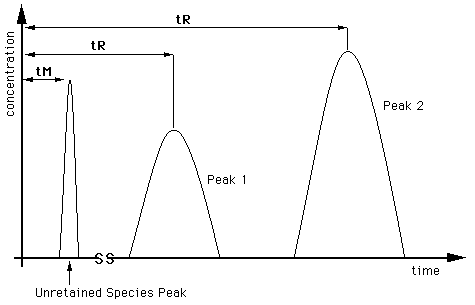 tR
tR
tM
concentration
Peak 2
Peak 1
SS
time
Unretained Species Peak